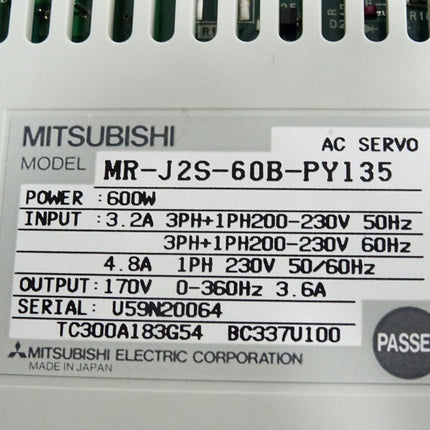 MITSUBISHI
AC SERVO
MODEL MR-J2S-60B-PY135
POWER :600W
INPUT :3.2A 3PH+1PH200-230V 50Hz
3PH+1PH200-230V 60Hz
4.8A 1PH 230V 50/60Hz
OUTPUT:170V 0-360Hz 3.6A
SERIAL: U59N20064
TC300A183G54 BC337U100
MITSUBISHI ELECTRIC CORPORATION
MADE IN JAPAN
PASSE